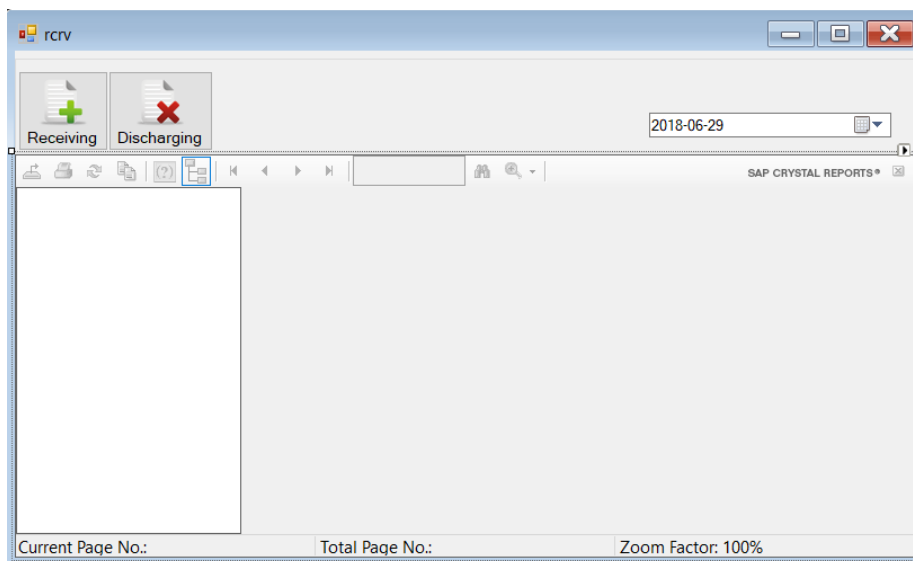 rcrv
Receiving
Discharging
2018-06-29
(?)
SAP CRYSTAL REPORTS®
Current Page No.:
Total Page No.:
Zoom Factor: 100%